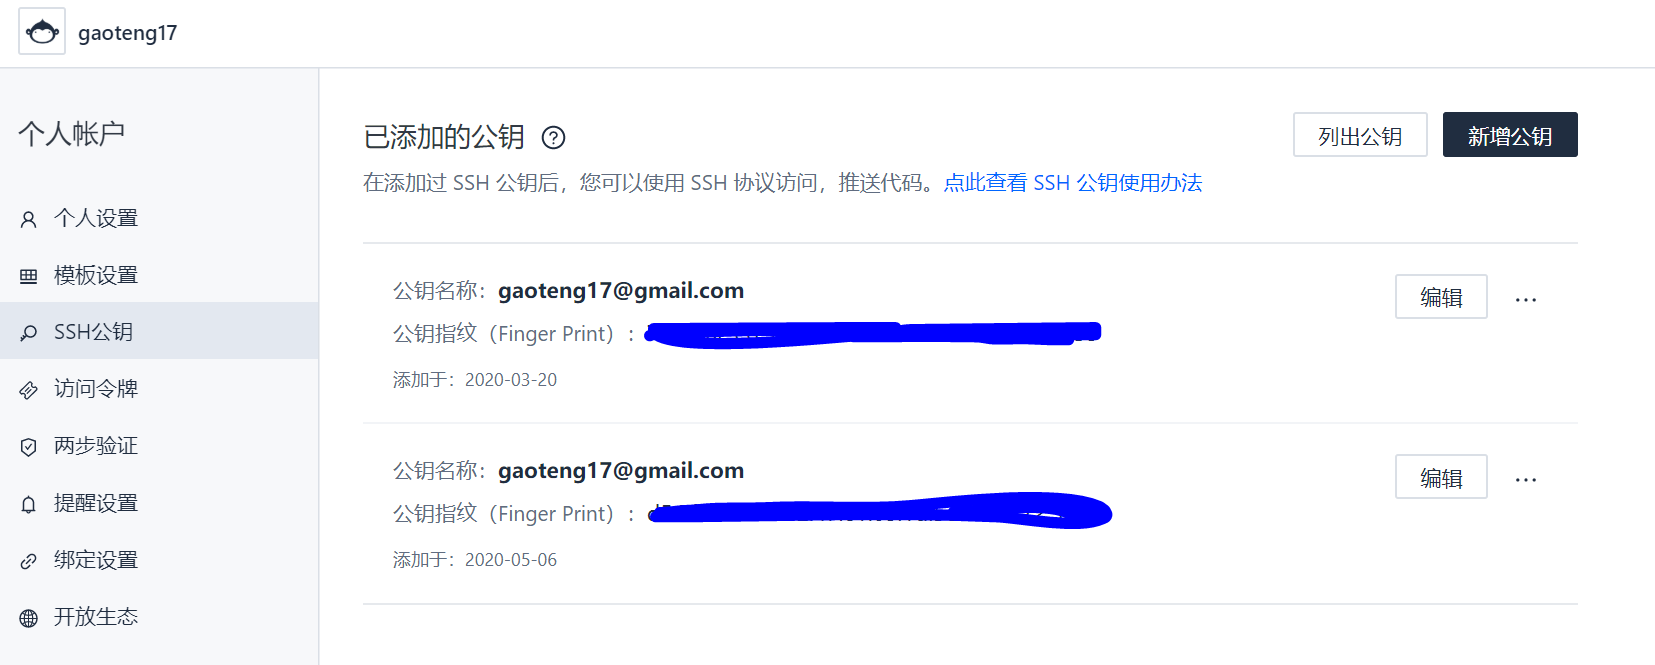 gaoteng17
个人帐户
个人设置
模板设置
SSH公钥
访问令牌
两步验证
提醒设置
绑定设置
开放生态
已添加的公钥 ?
列出公钥
新增公钥
在添加过 SSH 公钥后，您可以使用 SSH 协议访问，推送代码。点此查看 SSH 公钥使用办法
公钥名称：gaoteng17@gmail.com
编辑 ...
公钥指纹（Finger Print）：
添加于：2020-03-20
公钥名称：gaoteng17@gmail.com
编辑 ...
公钥指纹（Finger Print）：
添加于：2020-05-06